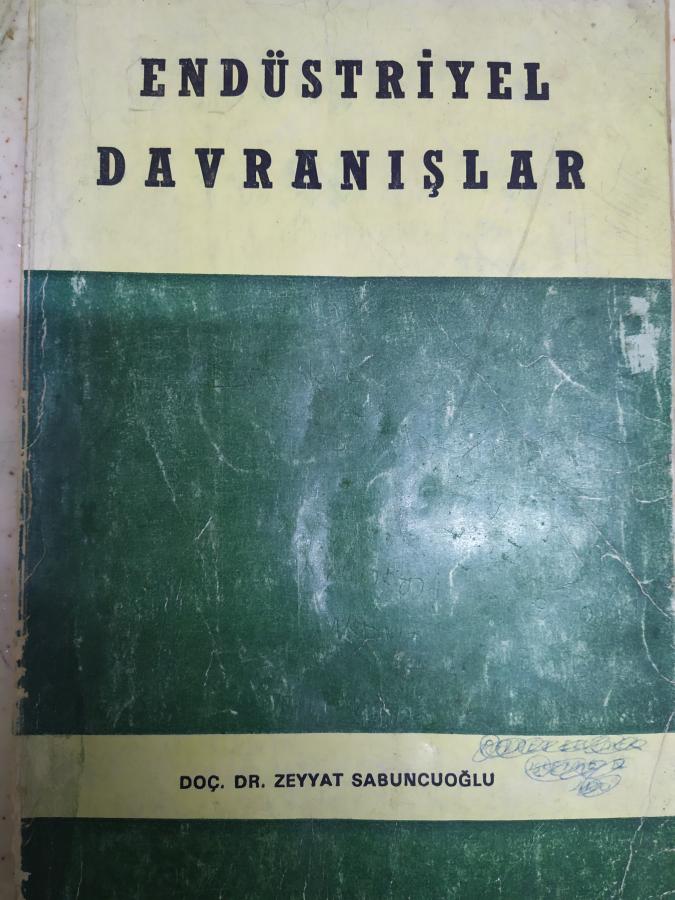 ENDÜSTRİYEL
DAVRANIŞLAR
DOÇ. DR. ZEYYAT SABUNCUOĞLU